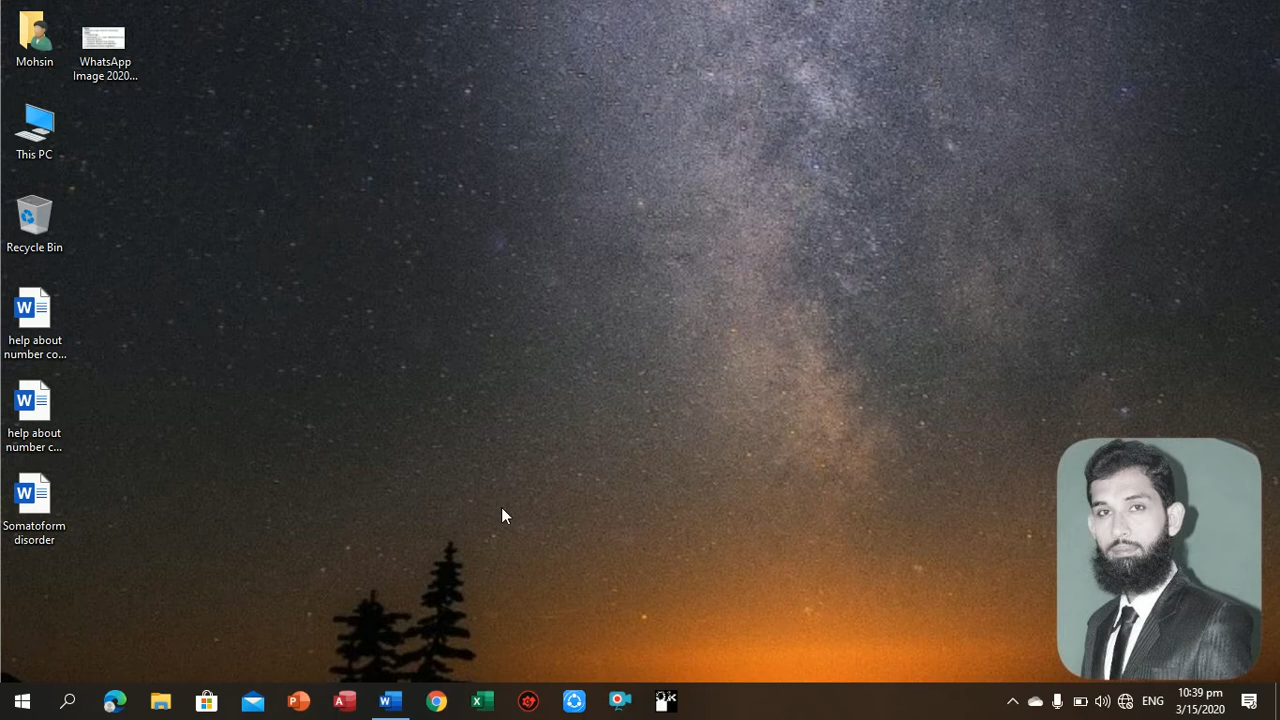 Mohsin
WhatsApp
Image 2020...
This PC
Recycle Bin
help about
number co...
help about
number c...
Somatoform
disorder
ENG
10:39 pm
3/15/2020